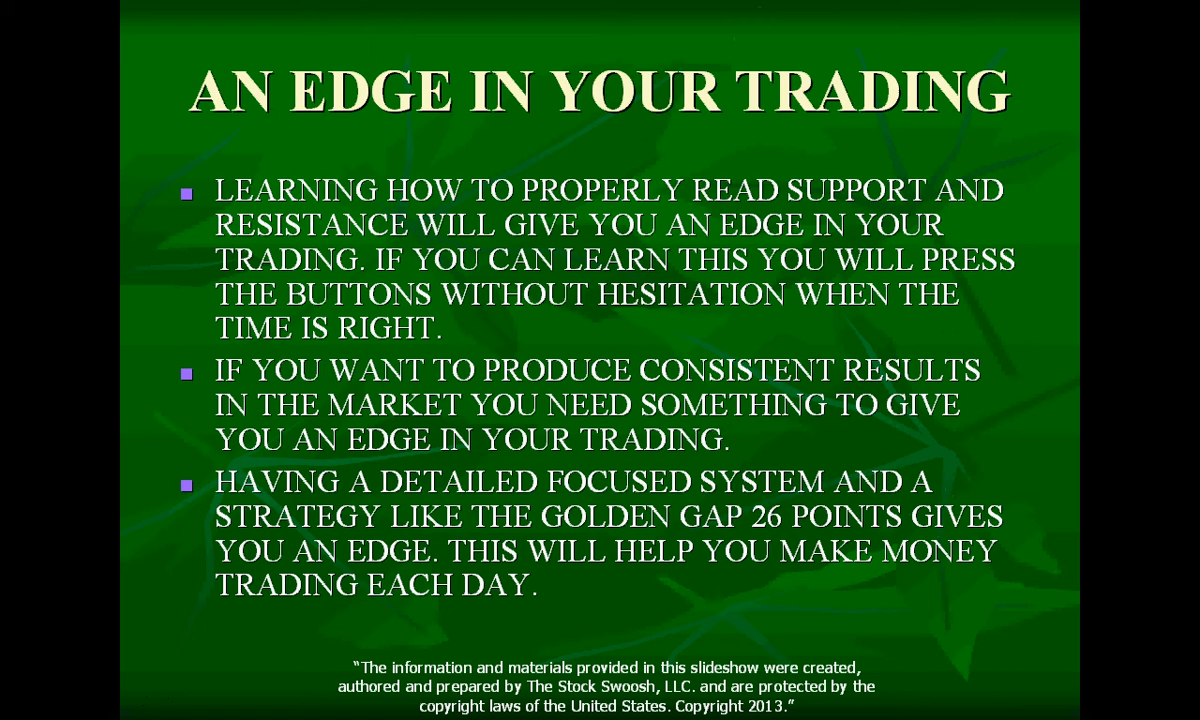 AN EDGE IN YOUR TRADING
LEARNING HOW TO PROPERLY READ SUPPORT AND
RESISTANCE WILL GIVE YOU AN EDGE IN YOUR
TRADING. IF YOU CAN LEARN THIS YOU WILL PRESS
THE BUTTONS WITHOUT HESITATION WHEN THE
TIME IS RIGHT.
IF YOU WANT TO PRODUCE CONSISTENT RESULTS
IN THE MARKET YOU NEED SOMETHING TO GIVE
YOU AN EDGE IN YOUR TRADING.
HAVING A DETAILED FOCUSED SYSTEM AND A
STRATEGY LIKE THE GOLDEN GAP 26 POINTS GIVES
YOU AN EDGE. THIS WILL HELP YOU MAKE MONEY
TRADING EACH DAY.
“The information and materials provided in this slideshow were created,
authored and prepared by The Stock Swoosh, LLC. and are protected by the
copyright laws of the United States. Copyright 2013.”